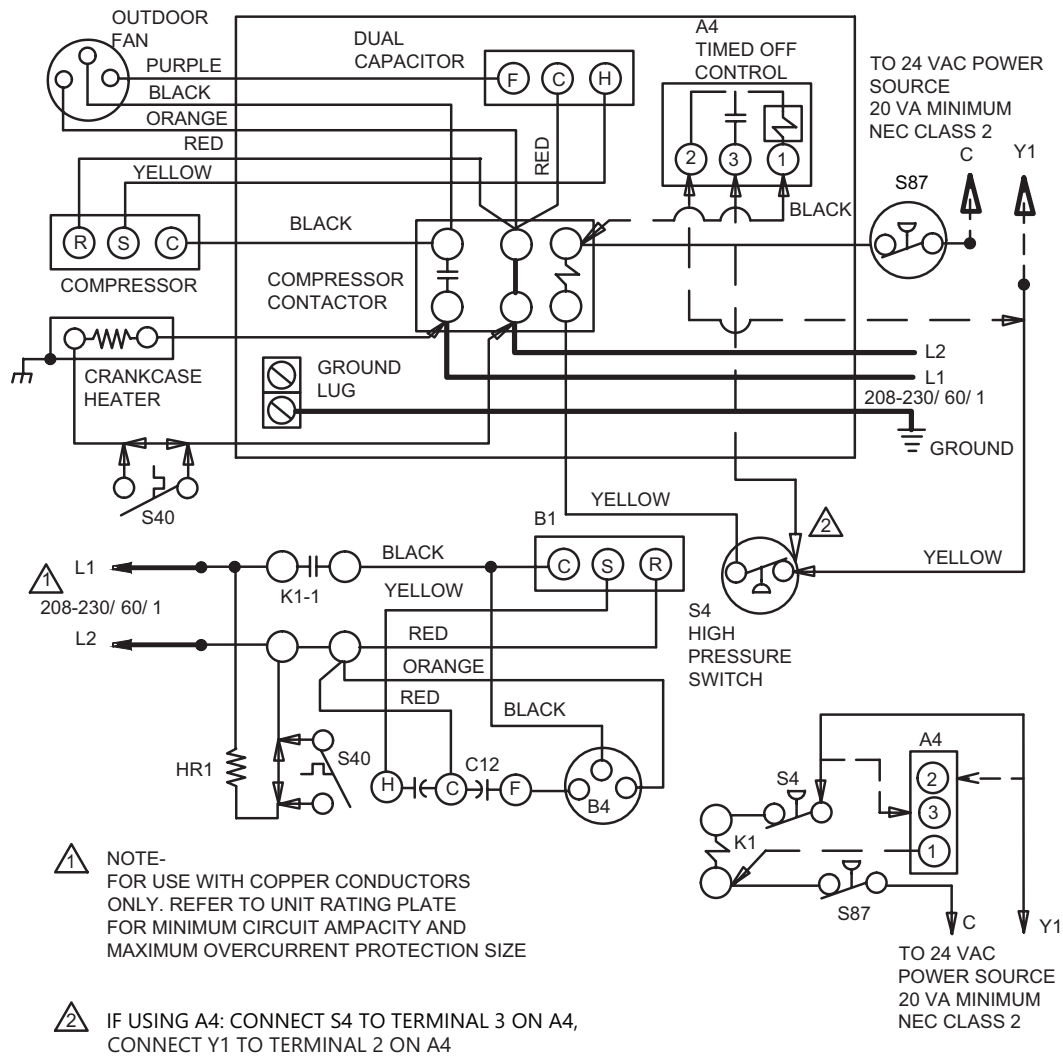 OUTDOOR
FAN
DUAL
CAPACITOR
A4
TIMED OFF
CONTROL
TO 24 VAC POWER
SOURCE
20 VA MINIMUM
NEC CLASS 2
PURPLE
F C H
BLACK
ORANGE
RED
YELLOW
RED
2 3 1
BLACK
C Y1
S87
R S C
BLACK
COMPRESSOR
COMPRESSOR
CONTACTOR
CRANKCASE
HEATER
GROUND
LUG
L2
L1
208-230/ 60/ 1
GROUND
S40
YELLOW
2
B1
YELLOW
1
L1
K1-1
BLACK
C S R
208-230/ 60/ 1
YELLOW
L2
RED
S4
HIGH
PRESSURE
SWITCH
ORANGE
RED
BLACK
HR1
S40
C12
H C F
B4
A4
S4
2
3
1
K1
S87
C
Y1
TO 24 VAC
POWER SOURCE
20 VA MINIMUM
NEC CLASS 2
1
NOTE-
FOR USE WITH COPPER CONDUCTORS
ONLY. REFER TO UNIT RATING PLATE
FOR MINIMUM CIRCUIT AMPACITY AND
MAXIMUM OVERCURRENT PROTECTION SIZE
2
IF USING A4: CONNECT S4 TO TERMINAL 3 ON A4,
CONNECT Y1 TO TERMINAL 2 ON A4